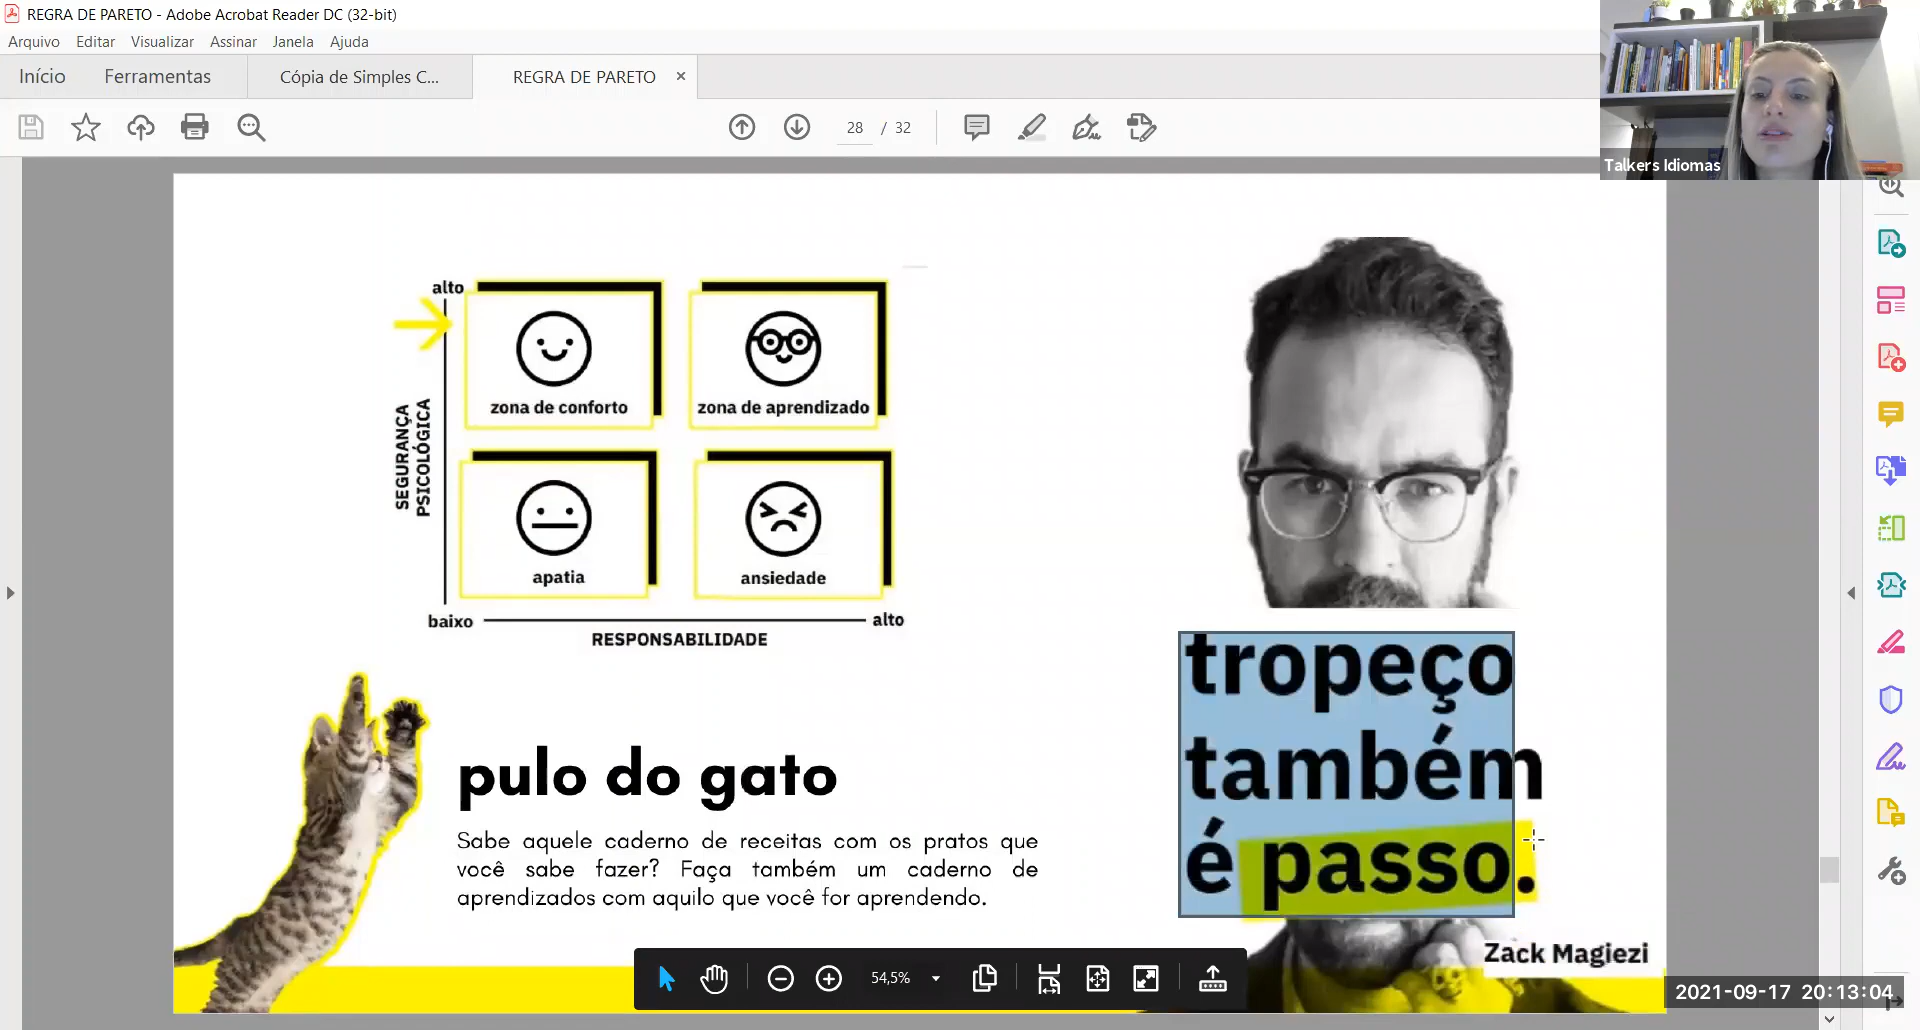 REGRA DE PARETO - Adobe Acrobat Reader DC (32-bit)
Arquivo Editar Visualizar Assinar Janela Ajuda
Início Ferramentas Cópia de Simples C... REGRA DE PARETO
28 / 32
Talkers Idiomas
alto
zona de conforto
zona de aprendizado
SEGURANÇA
PSICOLÓGICA
apatia
ansiedade
baixo
alto
RESPONSABILIDADE
tropeço
também
é passo.
Zack Magiezi
pulo do gato
Sabe aquele caderno de receitas com os pratos que
você sabe fazer? Faça também um caderno de
aprendizados com aquilo que você for aprendendo.
54,5%
2021-09-17 20:13:04